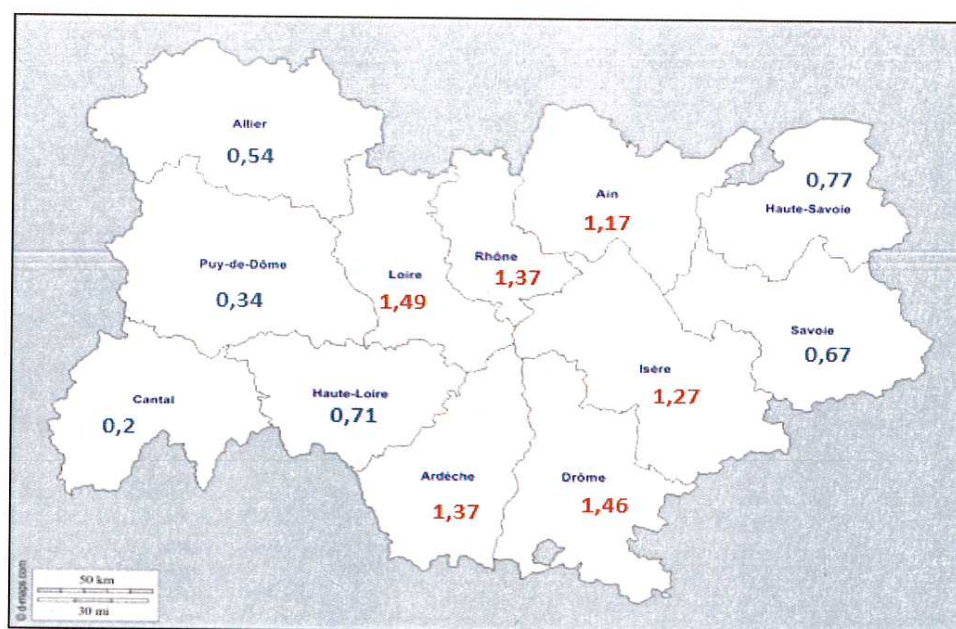 Allier
0,54
Ain
1,17
0,77
Haute-Savoie
Puy-de-Dôme
0,34
Loire
1,49
Rhône
1,37
Savoie
0,67
Isère
1,27
Cantal
0,2
Haute-Loire
0,71
Ardèche
1,37
Drôme
1,46
50 km
30 mi
© d-maps.com